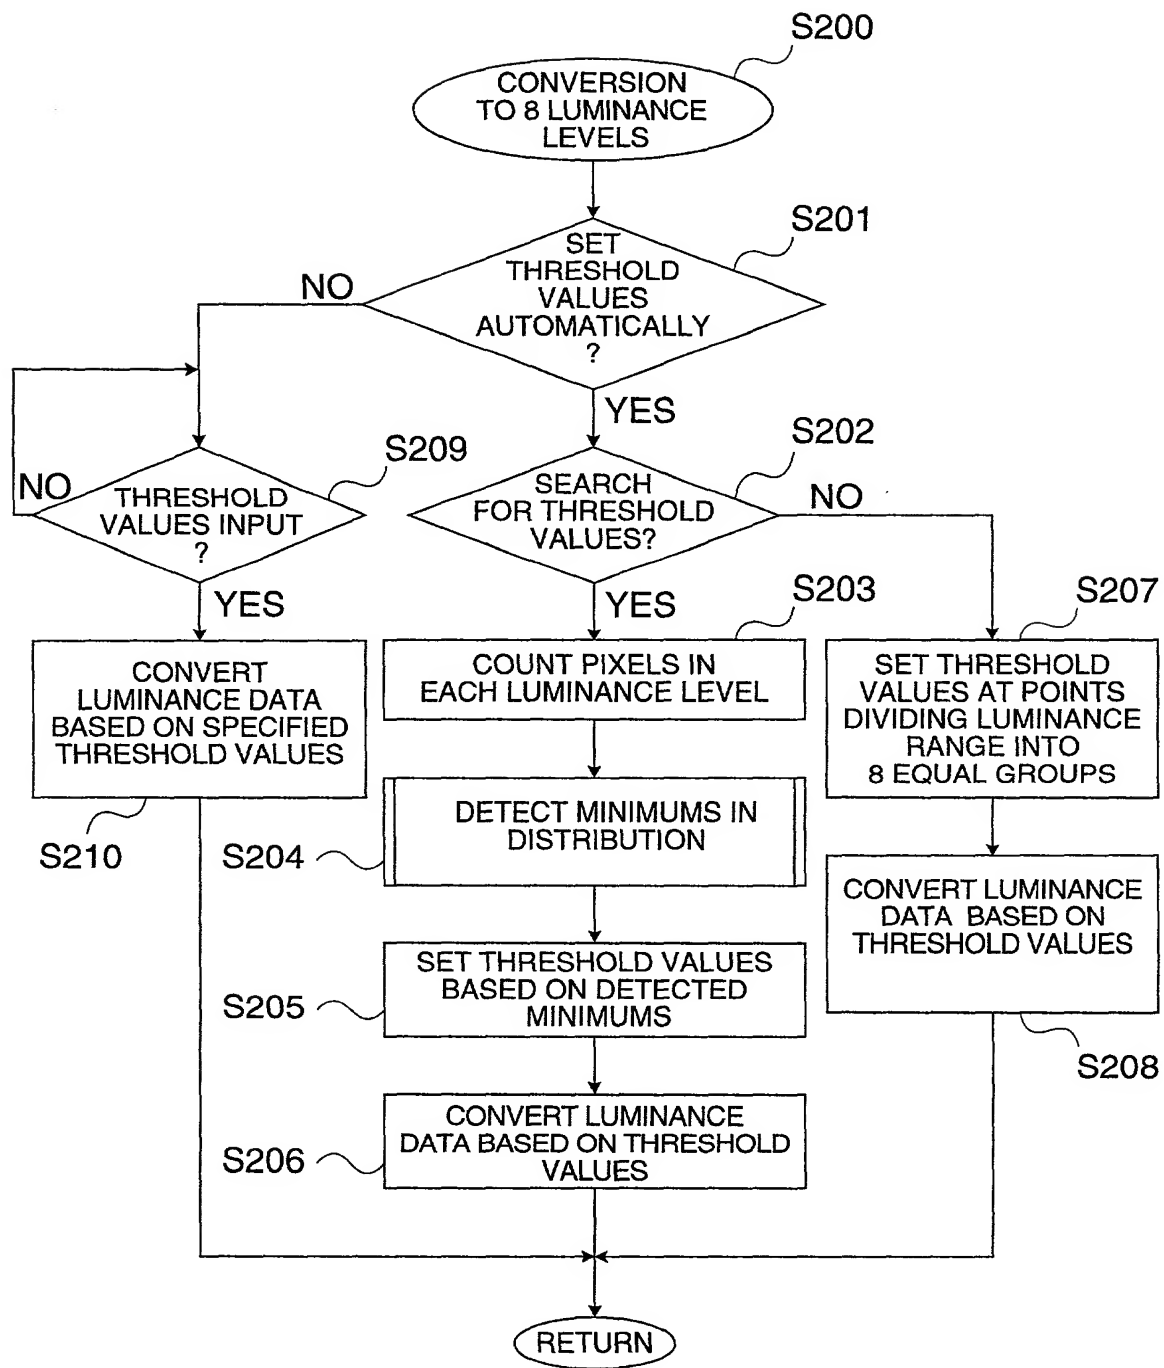 S200
CONVERSION
TO 8 LUMINANCE
LEVELS
S201
SET
THRESHOLD
VALUES
AUTOMATICALLY
?
NO
YES
S209
NO
THRESHOLD
VALUES INPUT
?
YES
S202
SEARCH
FOR THRESHOLD
VALUES?
NO
YES
CONVERT
LUMINANCE DATA
BASED ON SPECIFIED
THRESHOLD VALUES
S210
S203
COUNT PIXELS IN
EACH LUMINANCE LEVEL
S204
DETECT MINIMUMS IN
DISTRIBUTION
S205
SET THRESHOLD VALUES
BASED ON DETECTED
MINIMUMS
S206
CONVERT LUMINANCE
DATA BASED ON THRESHOLD
VALUES
S207
SET THRESHOLD
VALUES AT POINTS
DIVIDING LUMINANCE
RANGE INTO
8 EQUAL GROUPS
CONVERT LUMINANCE
DATA BASED ON
THRESHOLD VALUES
S208
RETURN